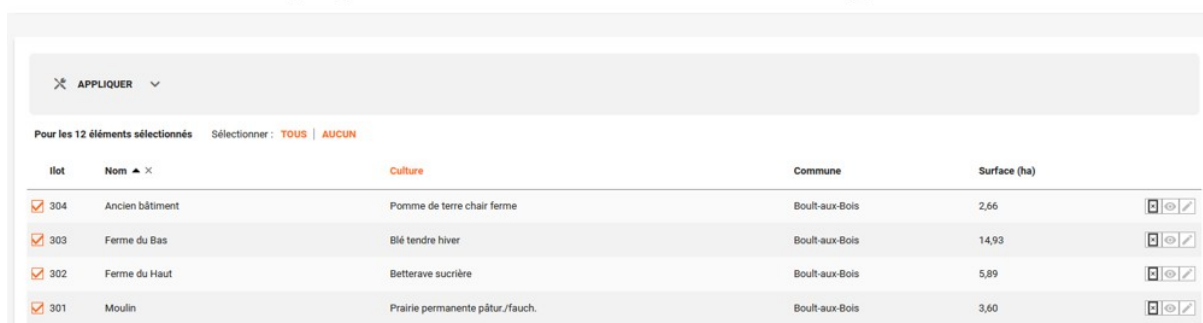 APPLIQUER
Pour les 12 éléments sélectionnés Sélectionner : TOUS | AUCUN
Ilot Nom Culture Commune Surface (ha)
304 Ancien bâtiment Pomme de terre chair ferme Boult-aux-Bois 2,66
303 Ferme du Bas Blé tendre hiver Boult-aux-Bois 14,93
302 Ferme du Haut Betterave sucrière Boult-aux-Bois 5,89
301 Moulin Prairie permanente pâtur./fauch. Boult-aux-Bois 3,60